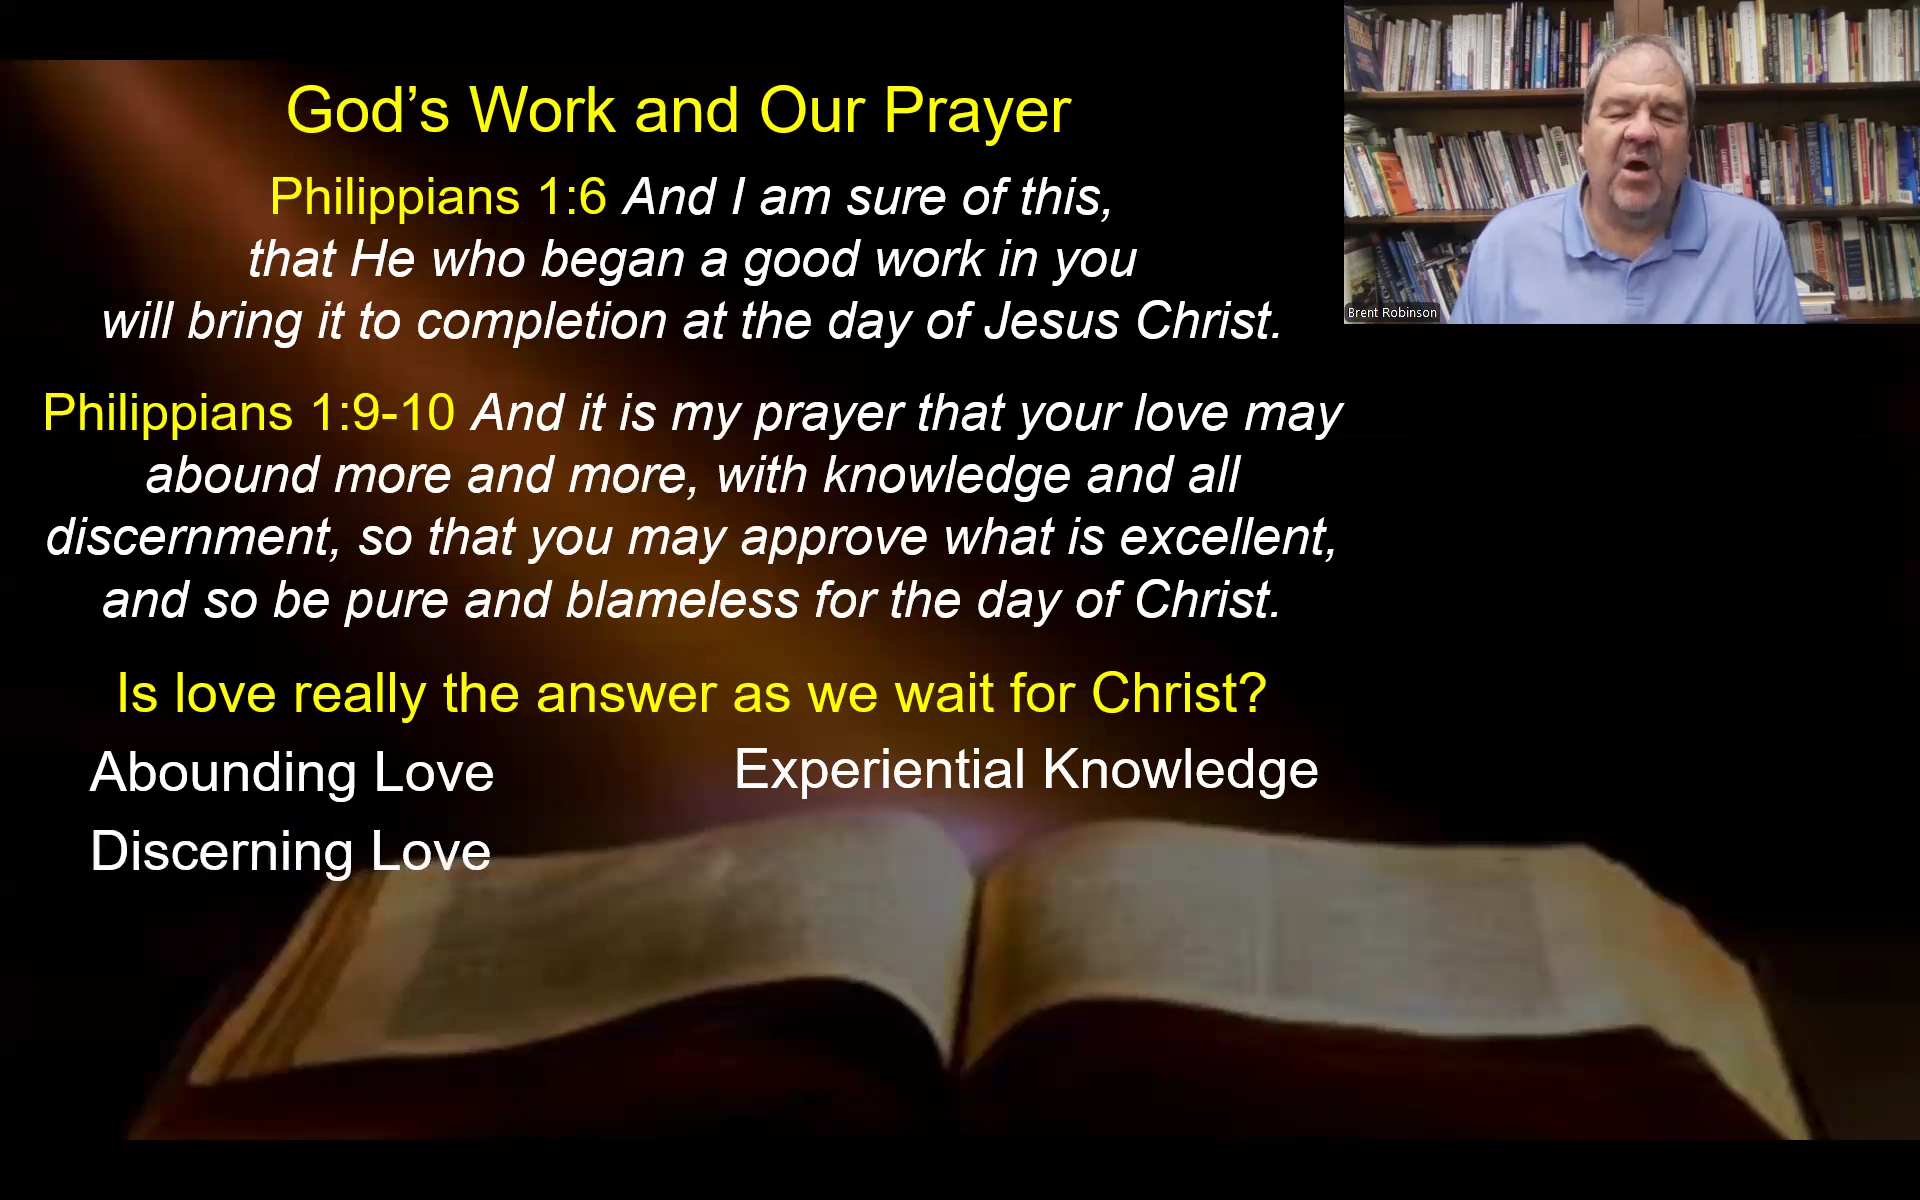 God’s Work and Our Prayer
Philippians 1:6 And I am sure of this,
that He who began a good work in you
will bring it to completion at the day of Jesus Christ.
Philippians 1:9-10 And it is my prayer that your love may
abound more and more, with knowledge and all
discernment, so that you may approve what is excellent,
and so be pure and blameless for the day of Christ.
Is love really the answer as we wait for Christ?
Abounding Love
Experiential Knowledge
Discerning Love
Brent Robinson